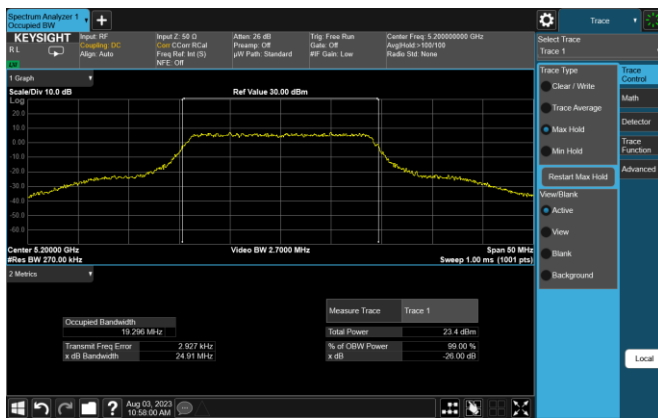 Spectrum Analyzer 1
Occupied BW
+
Trace
KEYSIGHT
R L
LXI
Input: RF
Coupling: DC
Align: Auto
Input Z: 50 Ω
Corr CCorr RCal
Freq Ref: Int (S)
NFE: Off
Atten: 26 dB
Preamp: Off
µW Path: Standard
Trig: Free Run
Gate: Off
#IF Gain: Low
Center Freq: 5.200000000 GHz
Avg|Hold:>100/100
Radio Std: None
Select Trace
Trace 1
1 Graph
Scale/Div 10.0 dB
Ref Value 30.00 dBm
Log
20.0
10.0
0.00
-10.0
-20.0
-30.0
-40.0
-50.0
-60.0
Center 5.20000 GHz
Video BW 2.7000 MHz
Span 50 MHz
#Res BW 270.00 kHz
Sweep 1.00 ms (1001 pts)
Trace Type
Clear / Write
Trace Average
Max Hold
Min Hold
Restart Max Hold
View/Blank
Active
View
Blank
Background
Trace Control
Math
Detector
Trace Function
Advanced
2 Metrics
Measure Trace Trace 1
Occupied Bandwidth
19.296 MHz
Total Power 23.4 dBm
Transmit Freq Error 2.927 kHz
% of OBW Power 99.00 %
x dB Bandwidth 24.91 MHz
x dB -26.00 dB
Local
?
Aug 03, 2023
10:58:00 AM